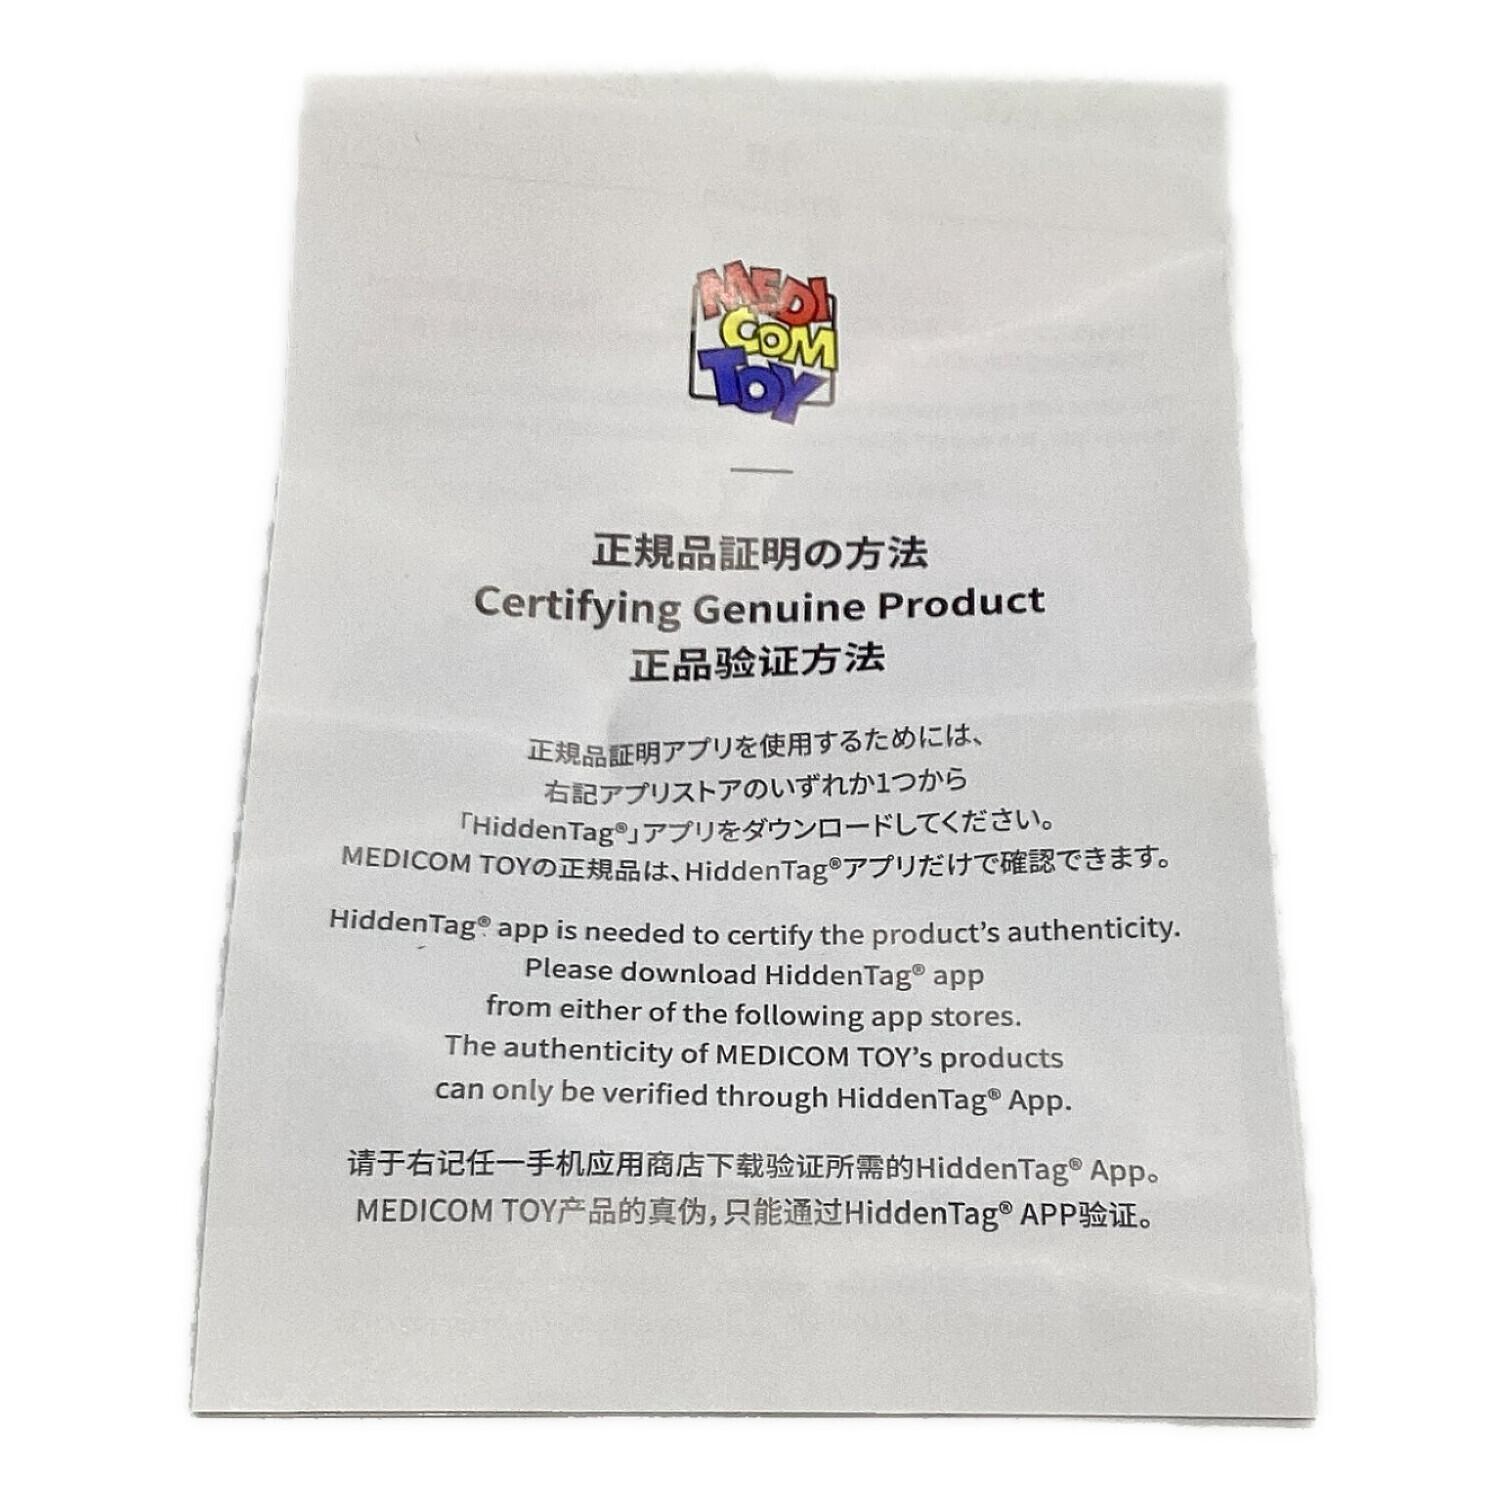 MEDI
COM
TOY
正規品証明の方法
Certifying Genuine Product
正品验证方法
正規品証明アプリを使用するためには、
右記アプリストアのいずれか1つから
「HiddenTag®」アプリをダウンロードしてください。
MEDICOM TOYの正規品は、HiddenTag®アプリだけで確認できます。
HiddenTag® app is needed to certify the product's authenticity.
Please download HiddenTag® app
from either of the following app stores.
The authenticity of MEDICOM TOY's products
can only be verified through HiddenTag® App.
请于右记任一手机应用商店下载验证所需的HiddenTag® App。
MEDICOM TOY产品的真伪，只能通过HiddenTag® APP验证。